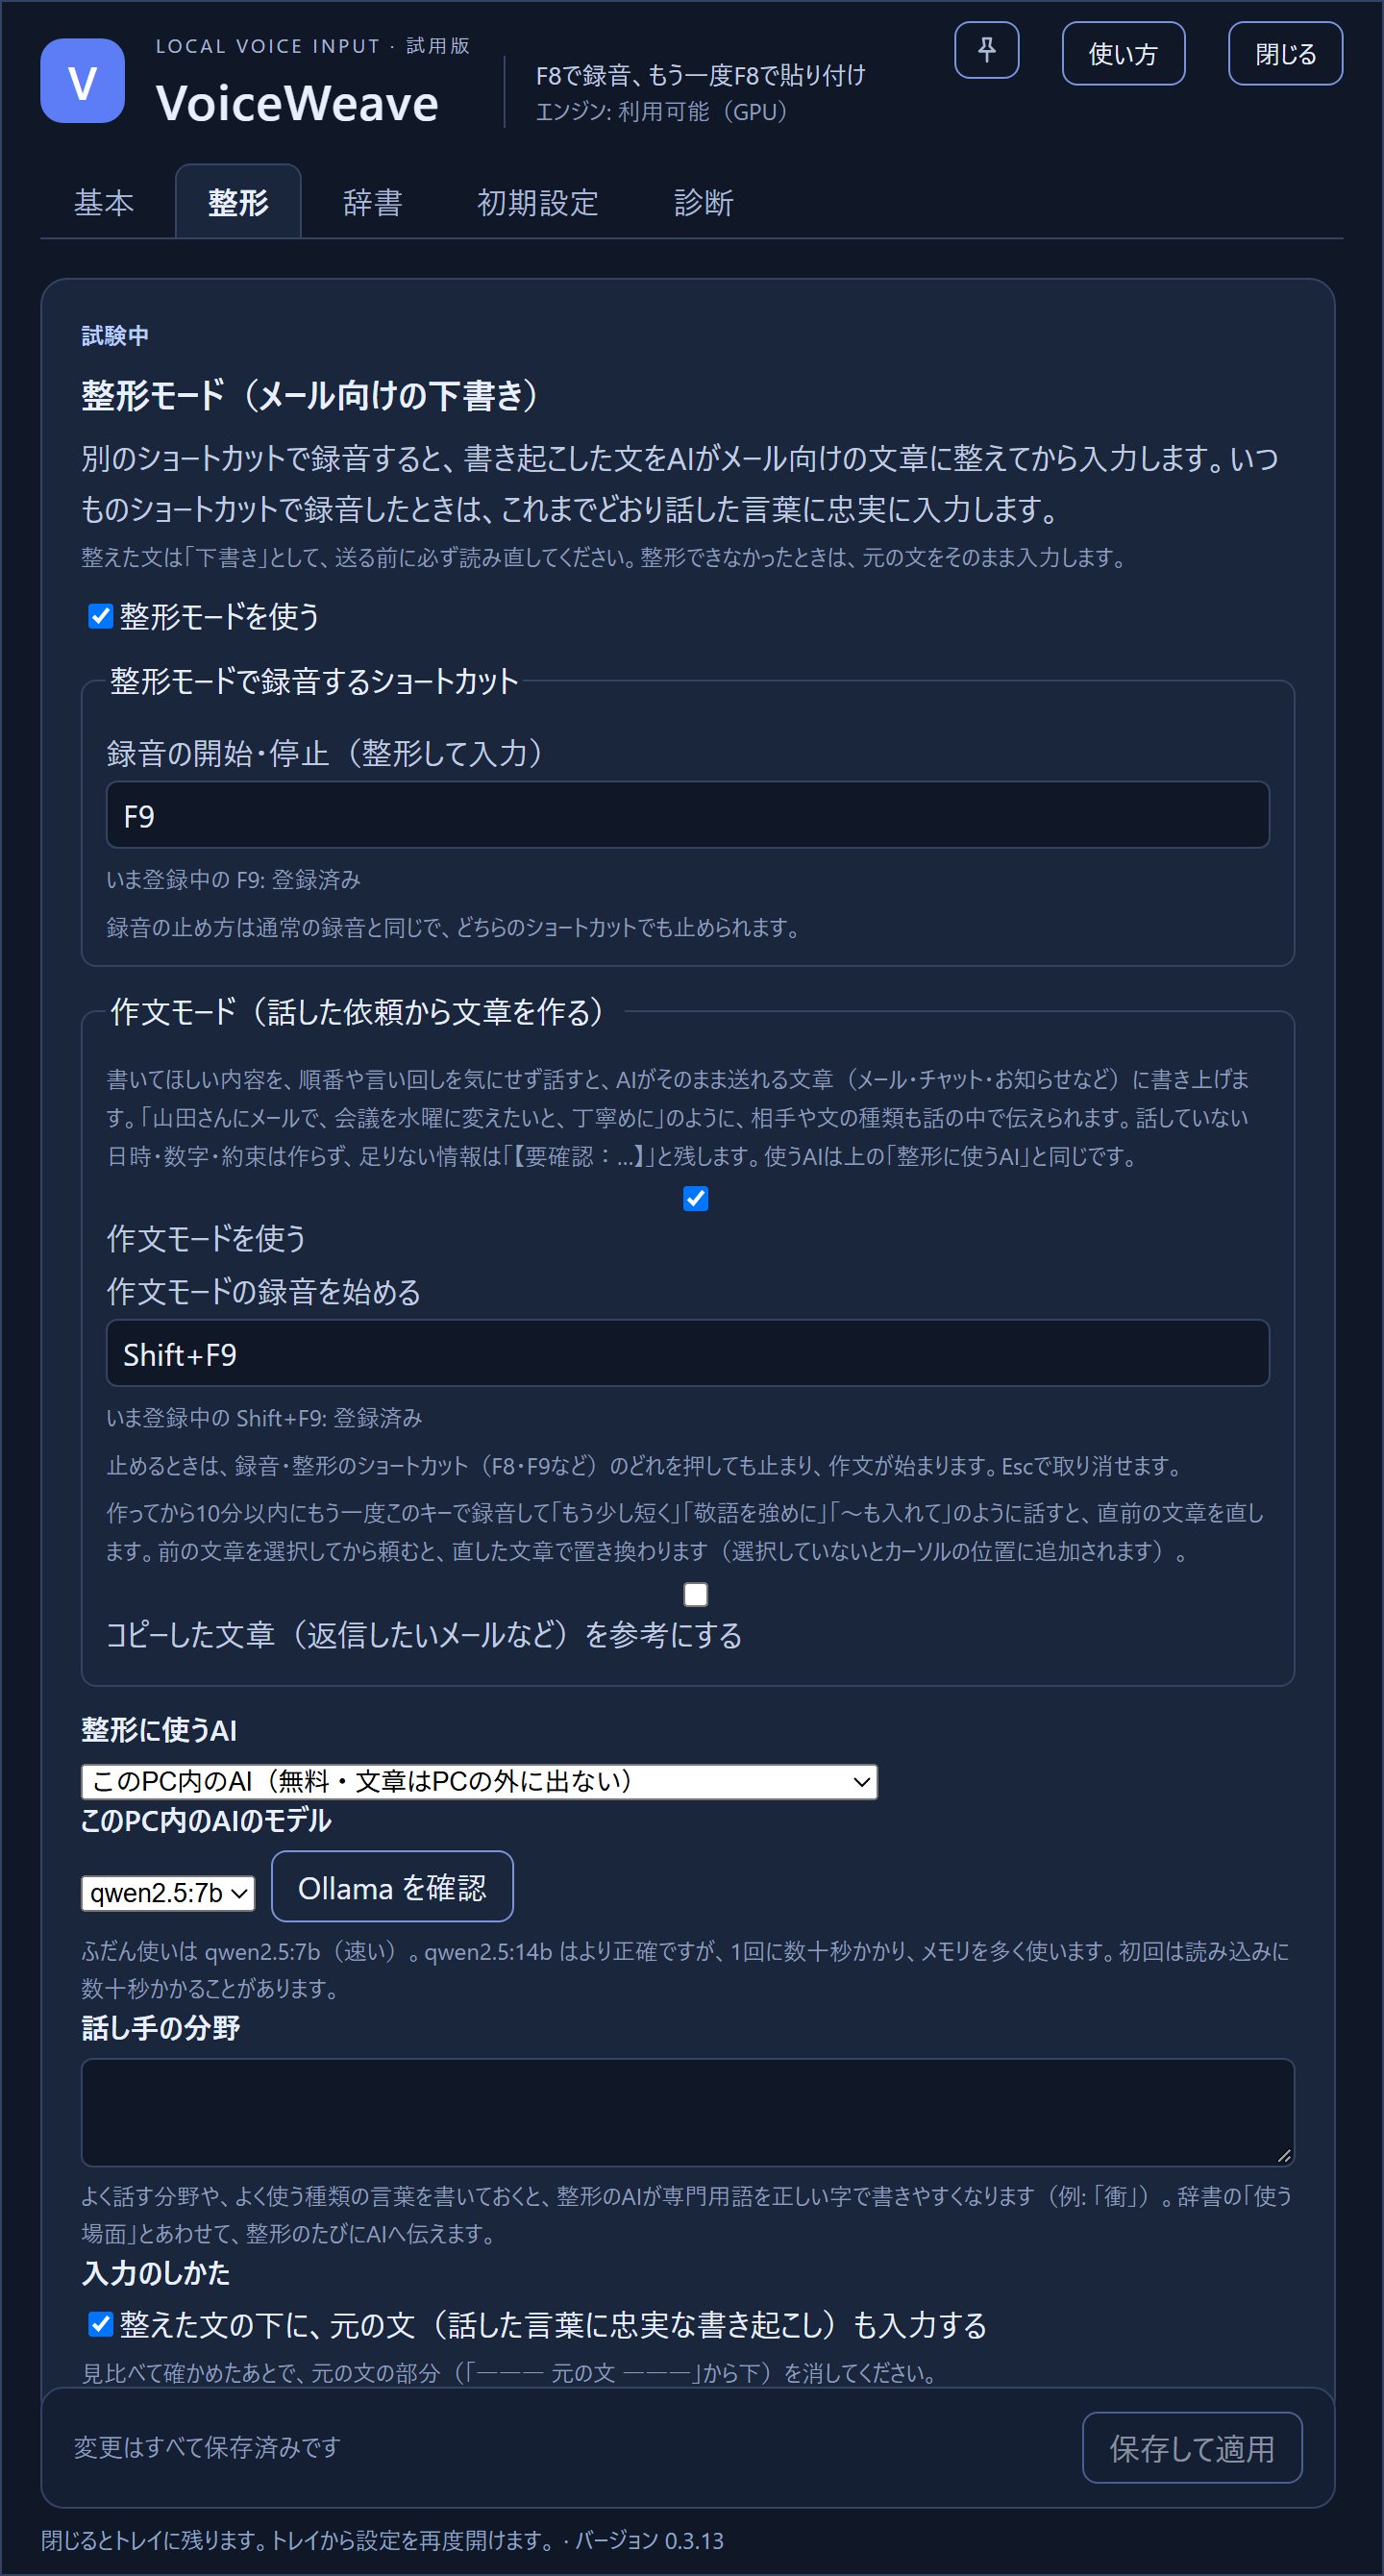 V
LOCAL VOICE INPUT · 試用版
VoiceWeave
F8で録音、もう一度F8で貼り付け
エンジン: 利用可能（GPU）
使い方
閉じる
基本
整形
辞書
初期設定
診断
試験中
整形モード（メール向けの下書き）
別のショートカットで録音すると、書き起こした文をAIがメール向けの文章に整えてから入力します。いつ
ものショートカットで録音したときは、これまでどおり話した言葉に忠実に入力します。
整えた文は「下書き」として、送る前に必ず読み直してください。整形できなかったときは、元の文をそのまま入力します。
整形モードを使う
整形モードで録音するショートカット
録音の開始・停止（整形して入力）
F9
いま登録中の F9: 登録済み
録音の止め方は通常の録音と同じで、どちらのショートカットでも止められます。
作文モード（話した依頼から文章を作る）
書いてほしい内容を、順番や言い回しを気にせず話すと、AIがそのまま送れる文章（メール・チャット・お知らせなど）に書き上げま
す。「山田さんにメールで、会議を水曜に変えたいと、丁寧めに」のように、相手や文の種類も話の中で伝えられます。話していない
日時・数字・約束は作らず、足りない情報は「【要確認：…】」と残します。使うAIは上の「整形に使うAI」と同じです。
作文モードを使う
作文モードの録音を始める
Shift+F9
いま登録中の Shift+F9: 登録済み
止めるときは、録音・整形のショートカット（F8・F9など）のどれを押しても止まり、作文が始まります。Escで取り消せます。
作ってから10分以内にもう一度このキーで録音して「もう少し短く」「敬語を強めに」「～も入れて」のように話すと、直前の文章を直し
ます。前の文章を選択してから頼むと、直した文章で置き換わります（選択していないとカーソルの位置に追加されます）。
コピーした文章（返信したいメールなど）を参考にする
整形に使うAI
このPC内のAI（無料・文章はPCの外に出ない）
このPC内のAIのモデル
qwen2.5:7b
Ollama を確認
ふだん使いは qwen2.5:7b（速い）。qwen2.5:14b はより正確ですが、1回に数十秒かかり、メモリを多く使います。初回は読み込みに
数十秒かかることがあります。
話し手の分野
よく話す分野や、よく使う種類の言葉を書いておくと、整形のAIが専門用語を正しい字で書きやすくなります（例: 「衝」）。辞書の「使う
場面」とあわせて、整形のたびにAIへ伝えます。
入力のしかた
整えた文の下に、元の文（話した言葉に忠実な書き起こし）も入力する
見比べて確かめたあとで、元の文の部分（「――― 元の文 ―――」から下）を消してください。
変更はすべて保存済みです
保存して適用
閉じるとトレイに残ります。トレイから設定を再度開けます。 · バージョン 0.3.13